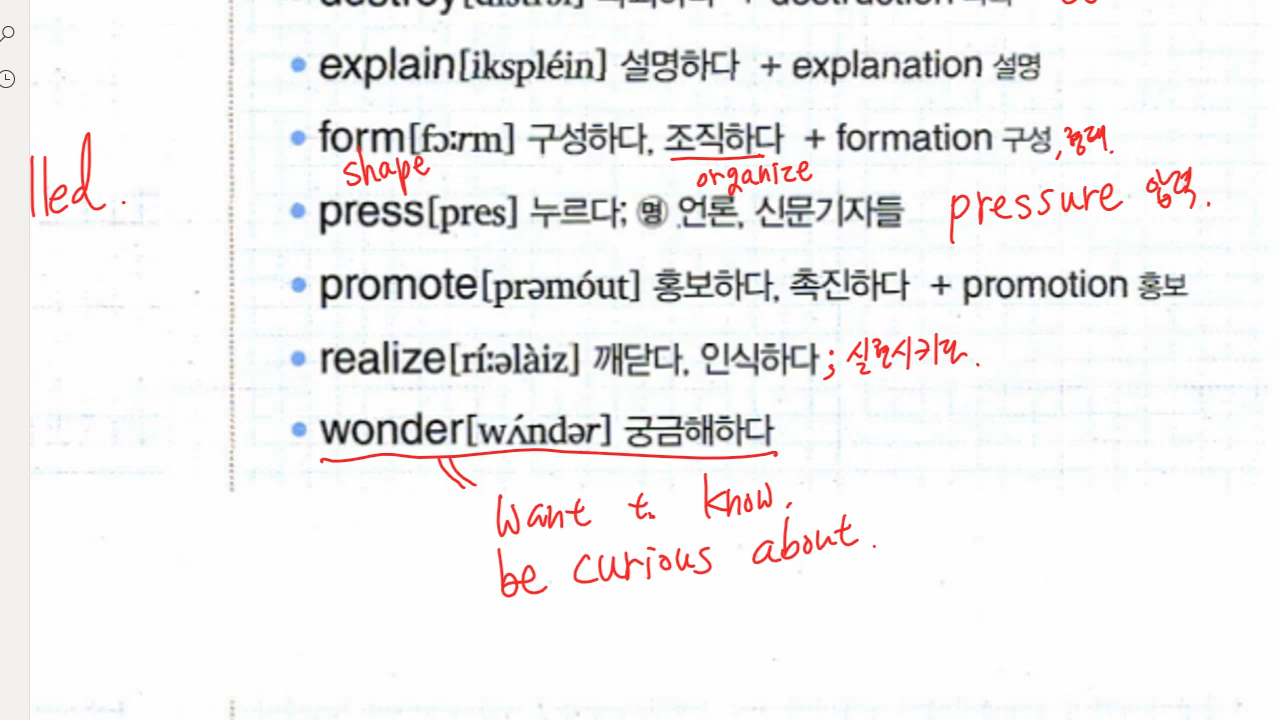 explain[ikspléin] 설명하다 + explanation 설명
form[fɔːrm] 구성하다, 조직하다 + formation 구성, 형태.
shape organize
lled.
press[pres] 누르다; 명 언론, 신문기자들 pressure 압력.
promote[prəmóut] 홍보하다, 촉진하다 + promotion 홍보
realize[ríːəlàiz] 깨닫다, 인식하다 ; 실현시키다.
wonder[wʌ́ndər] 궁금해하다
want to know.
be curious about.